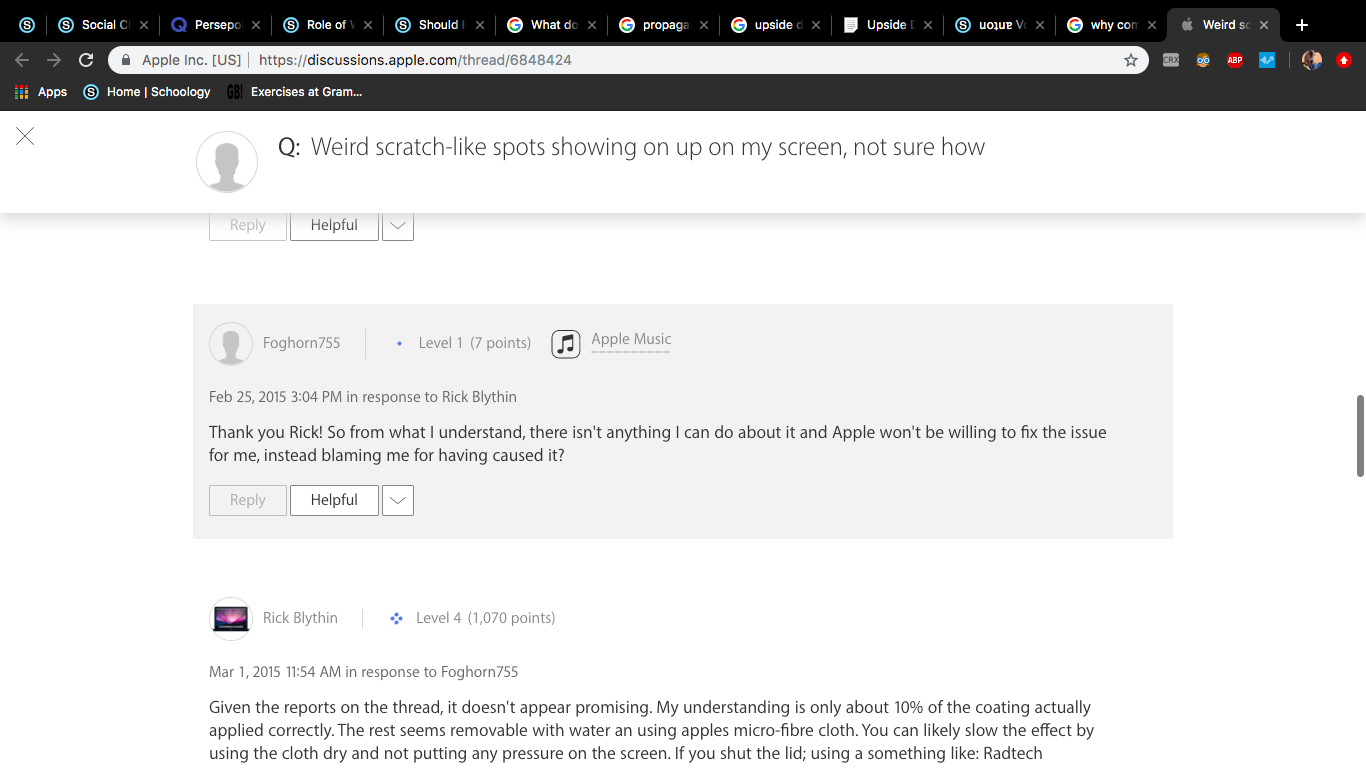 Social C
Persepo
Role of
Should I
What do
propaga
upside d
Upside
uoıʇɐ V
why com
Weird sc
Apple Inc. [US]
https://discussions.apple.com/thread/6848424
CRX
ABP
Apps
Home | Schoology
GB!
Exercises at Gram...
Q: Weird scratch-like spots showing on up on my screen, not sure how
Reply
Helpful
Foghorn755
Level 1 (7 points)
Apple Music
Feb 25, 2015 3:04 PM in response to Rick Blythin
Thank you Rick! So from what I understand, there isn't anything I can do about it and Apple won't be willing to fix the issue
for me, instead blaming me for having caused it?
Reply
Helpful
Rick Blythin
Level 4 (1,070 points)
Mar 1, 2015 11:54 AM in response to Foghorn755
Given the reports on the thread, it doesn't appear promising. My understanding is only about 10% of the coating actually
applied correctly. The rest seems removable with water an using apples micro-fibre cloth. You can likely slow the effect by
using the cloth dry and not putting any pressure on the screen. If you shut the lid; using a something like: Radtech